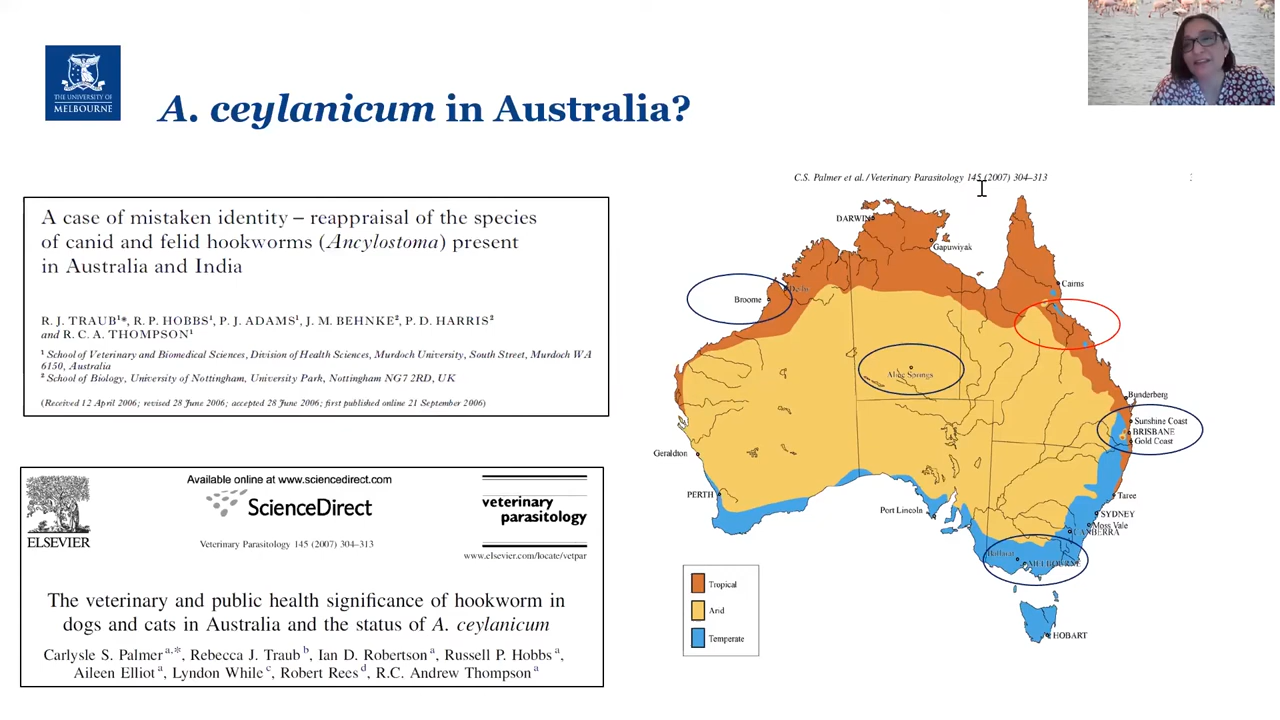 THE UNIVERSITY OF
MELBOURNE
A. ceylanicum in Australia?
A case of mistaken identity – reappraisal of the species
of canid and felid hookworms (Ancylostoma) present
in Australia and India
R. J. TRAUB¹*, R. P. HOBBS¹, P. J. ADAMS¹, J. M. BEHNKE², P. D. HARRIS²
and R. C. A. THOMPSON¹
¹ School of Veterinary and Biomedical Sciences, Division of Health Sciences, Murdoch University, South Street, Murdoch WA
6150, Australia
² School of Biology, University of Nottingham, University Park, Nottingham NG7 2RD, UK
(Received 12 April 2006; revised 28 June 2006; accepted 28 June 2006; first published online 21 September 2006)
Available online at www.sciencedirect.com
ScienceDirect
ELSEVIER
Veterinary Parasitology 145 (2007) 304–313
veterinary
parasitology
www.elsevier.com/locate/vetpar
The veterinary and public health significance of hookworm in
dogs and cats in Australia and the status of A. ceylanicum
Carlysle S. Palmer a,*, Rebecca J. Traub b, Ian D. Robertson a, Russell P. Hobbs a,
Aileen Elliot a, Lyndon While c, Robert Rees d, R.C. Andrew Thompson a
C.S. Palmer et al. / Veterinary Parasitology 145 (2007) 304–313
DARWIN
Gapuwiyak
Cairns
Broome
Alice Springs
Bunderberg
Sunshine Coast
BRISBANE
Gold Coast
Geraldton
PERTH
Port Lincoln
Taree
SYDNEY
Moss Vale
CANBERRA
Ballarat
MELBOURNE
HOBART
Tropical
Arid
Temperate